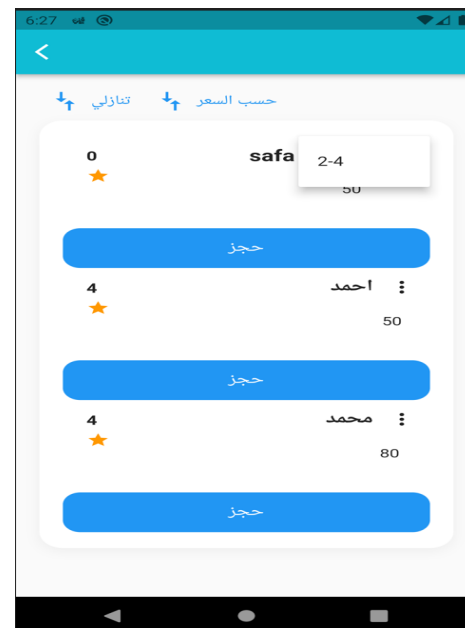 6:27
حسب السعر تنازلي
safa 0
2-4
50
حجز
احمد 4
50
حجز
محمد 4
80
حجز